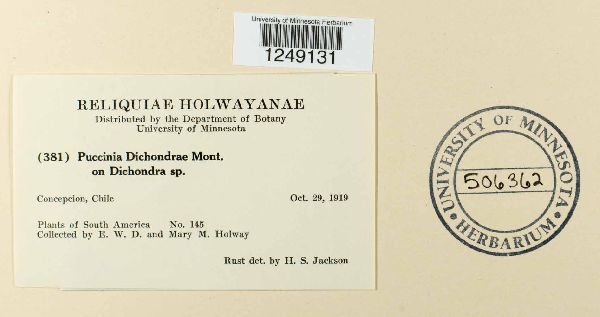 University of Minnesota Herbarium
1249131
RELIQUIAE HOLWAYANAE
Distributed by the Department of Botany
University of Minnesota
(381) Puccinia Dichondrae Mont.
on Dichondra sp.
Concepcion, Chile Oct. 29, 1919
Plants of South America No. 145
Collected by E. W. D. and Mary M. Holway
Rust det. by H. S. Jackson
UNIVERSITY OF MINNESOTA
506362
HERBARIUM